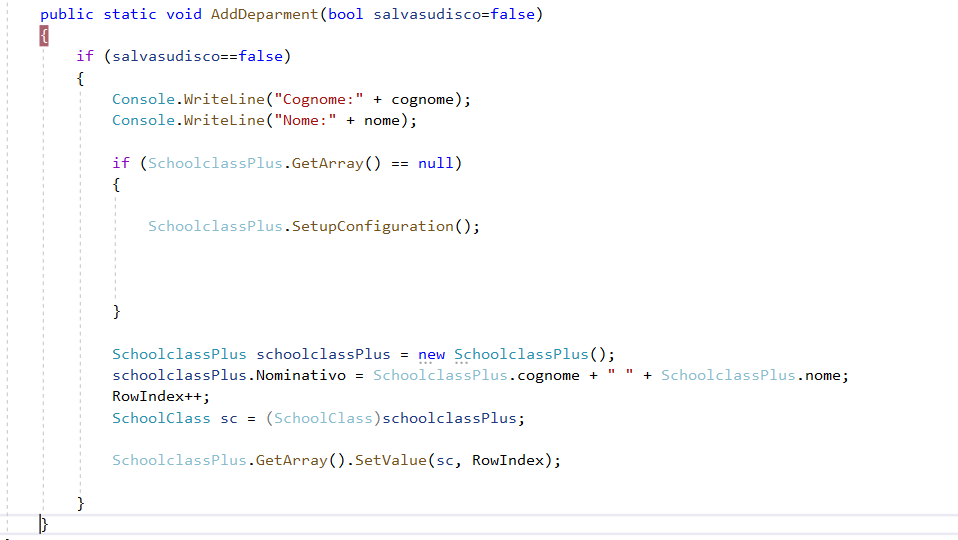 public static void AddDeparment(bool salvasudisco=false)
{
if (salvasudisco==false)
{
Console.WriteLine("Cognome:" + cognome);
Console.WriteLine("Nome:" + nome);
if (SchoolclassPlus.GetArray() == null)
{
SchoolclassPlus.SetupConfiguration();
}
SchoolclassPlus schoolclassPlus = new SchoolclassPlus();
schoolclassPlus.Nominativo = SchoolclassPlus.cognome + " " + SchoolclassPlus.nome;
RowIndex++;
SchoolClass sc = (SchoolClass)schoolclassPlus;
SchoolclassPlus.GetArray().SetValue(sc, RowIndex);
}
}